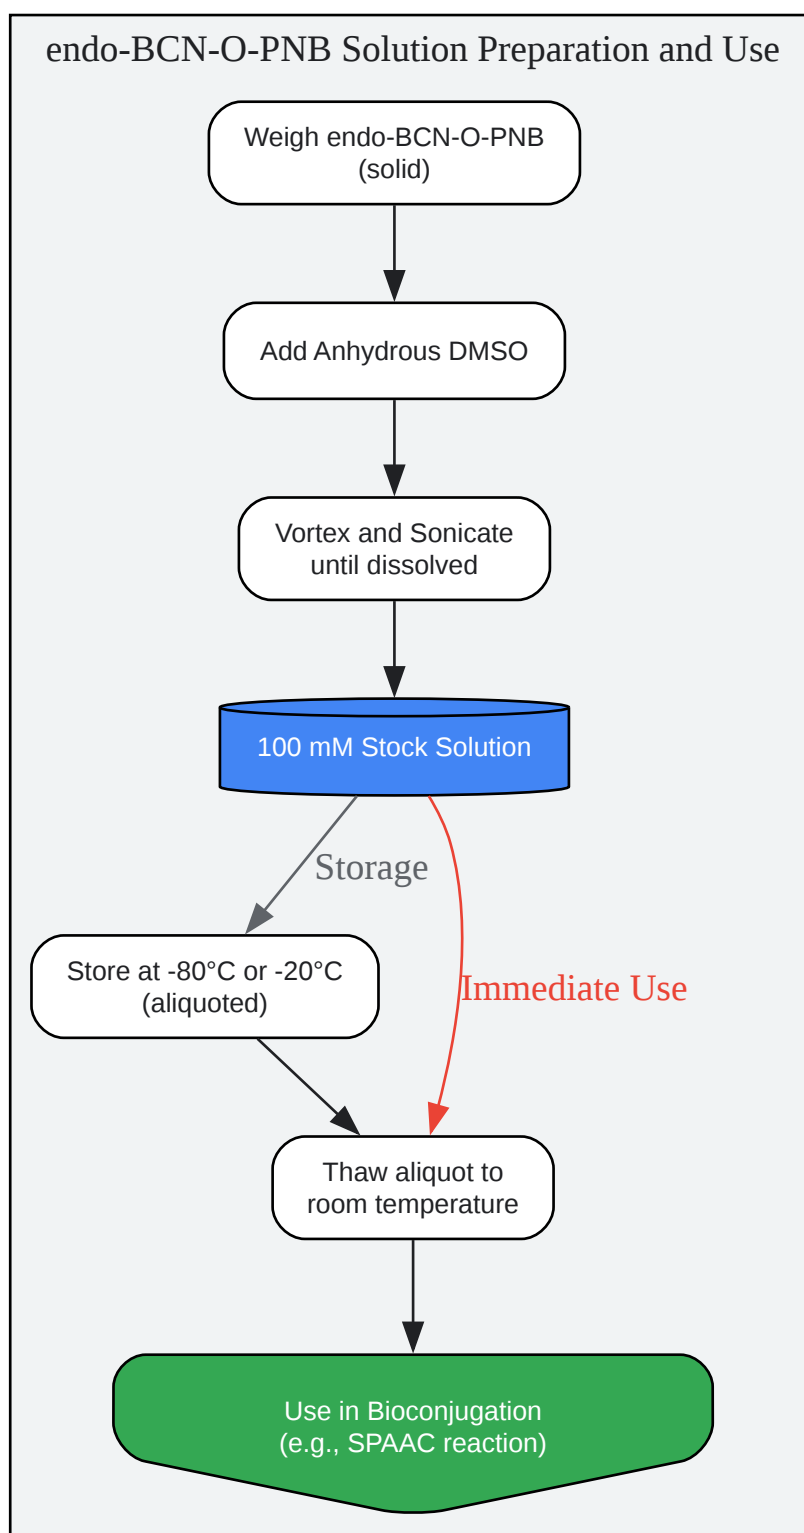 endo-BCN-O-PNB Solution Preparation and Use
Weigh endo-BCN-O-PNB
(solid)
Add Anhydrous DMSO
Vortex and Sonicate
until dissolved
100 mM Stock Solution
Storage
Store at -80°C or -20°C
(aliquoted)
Immediate Use
Thaw aliquot to
room temperature
Use in Bioconjugation
(e.g., SPAAC reaction)